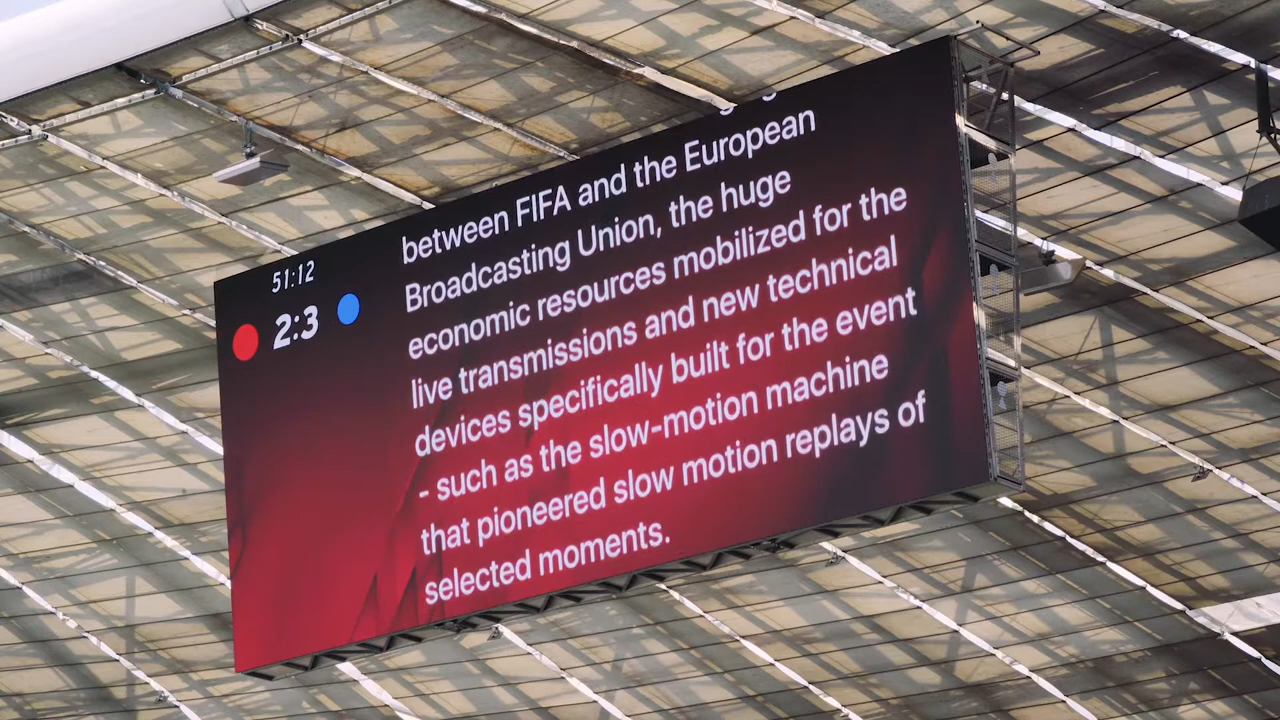 51:12
2:3
between FIFA and the European
Broadcasting Union, the huge
economic resources mobilized for the
live transmissions and new technical
devices specifically built for the event
- such as the slow-motion machine
that pioneered slow motion replays of
selected moments.